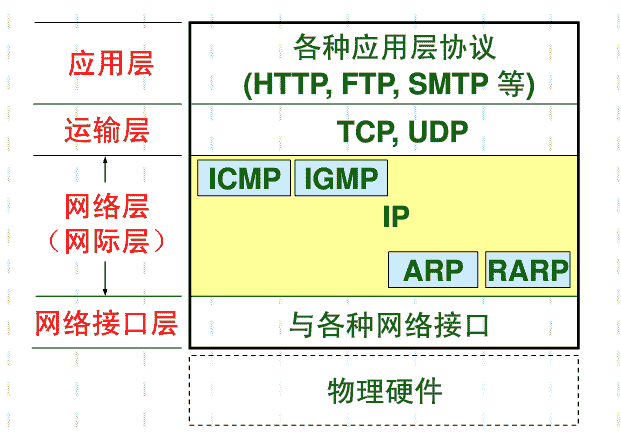 应用层
各种应用层协议
(HTTP, FTP, SMTP 等)
运输层
TCP, UDP
网络层
（网际层）
ICMP
IGMP
IP
ARP
RARP
网络接口层
与各种网络接口
物理硬件